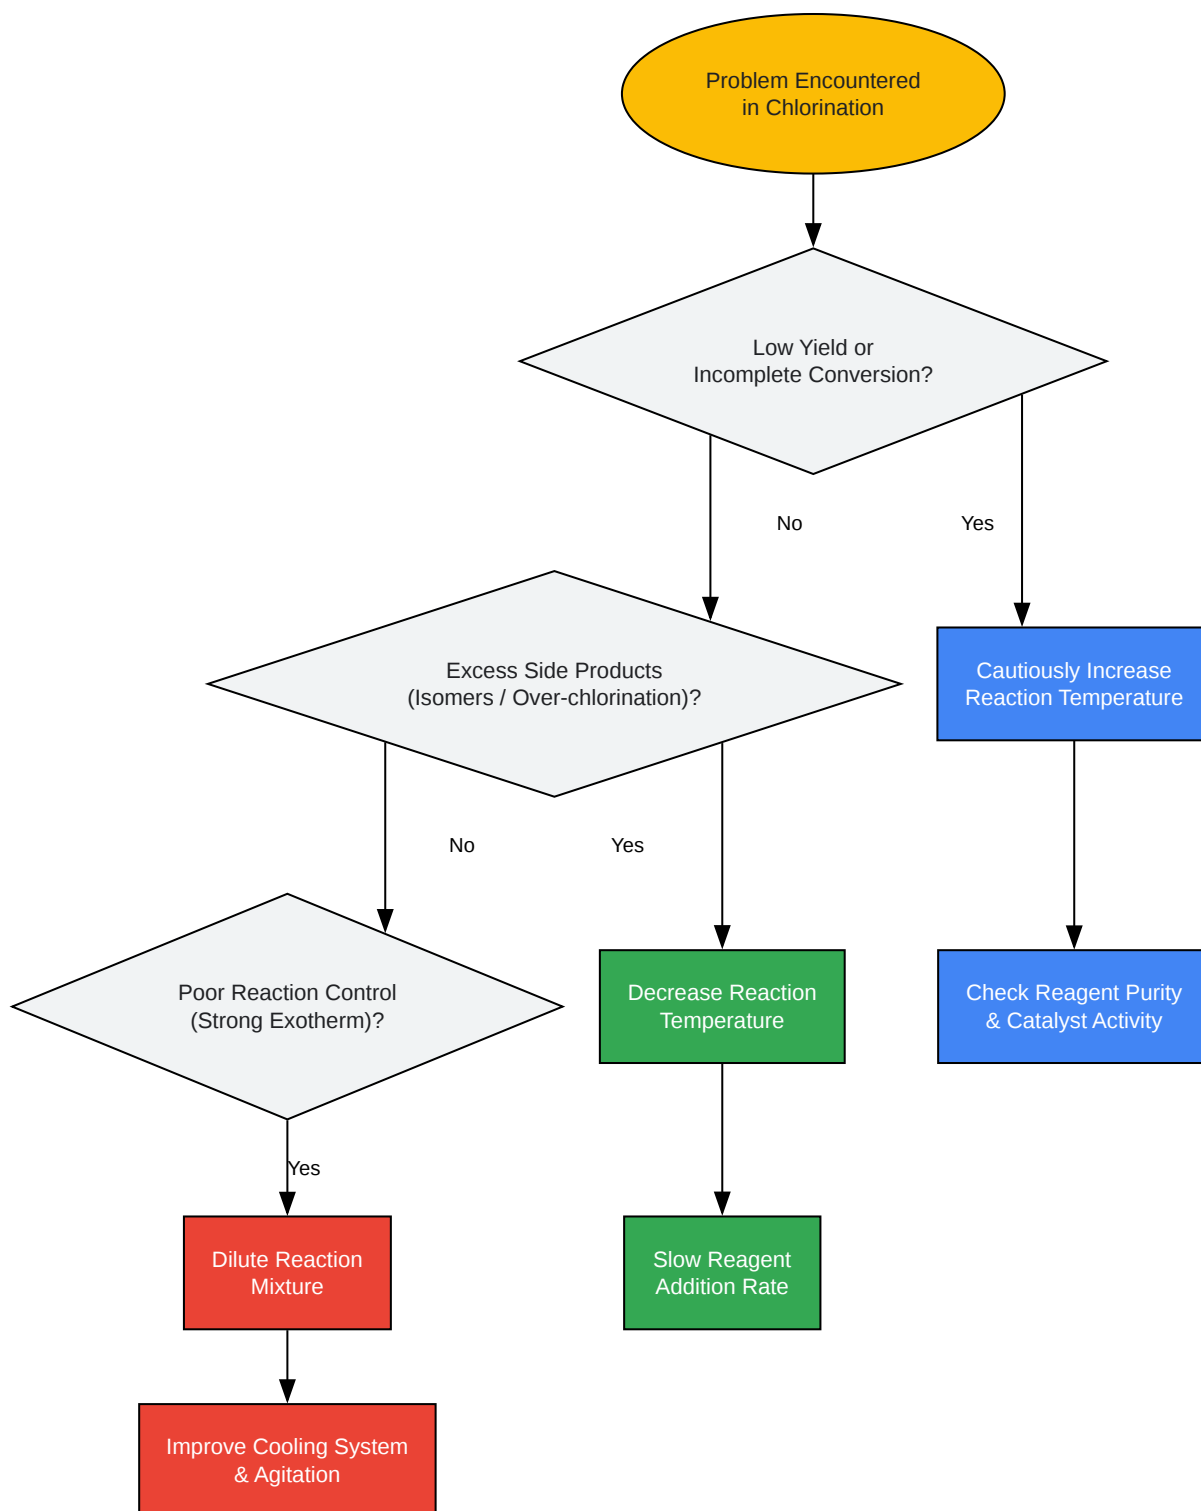 Problem Encountered
in Chlorination
Low Yield or
Incomplete Conversion?
No
Yes
Excess Side Products
(Isomers / Over-chlorination)?
Cautiously Increase
Reaction Temperature
No
Yes
Poor Reaction Control
(Strong Exotherm)?
Decrease Reaction
Temperature
Check Reagent Purity
& Catalyst Activity
Yes
Dilute Reaction
Mixture
Slow Reagent
Addition Rate
Improve Cooling System
& Agitation